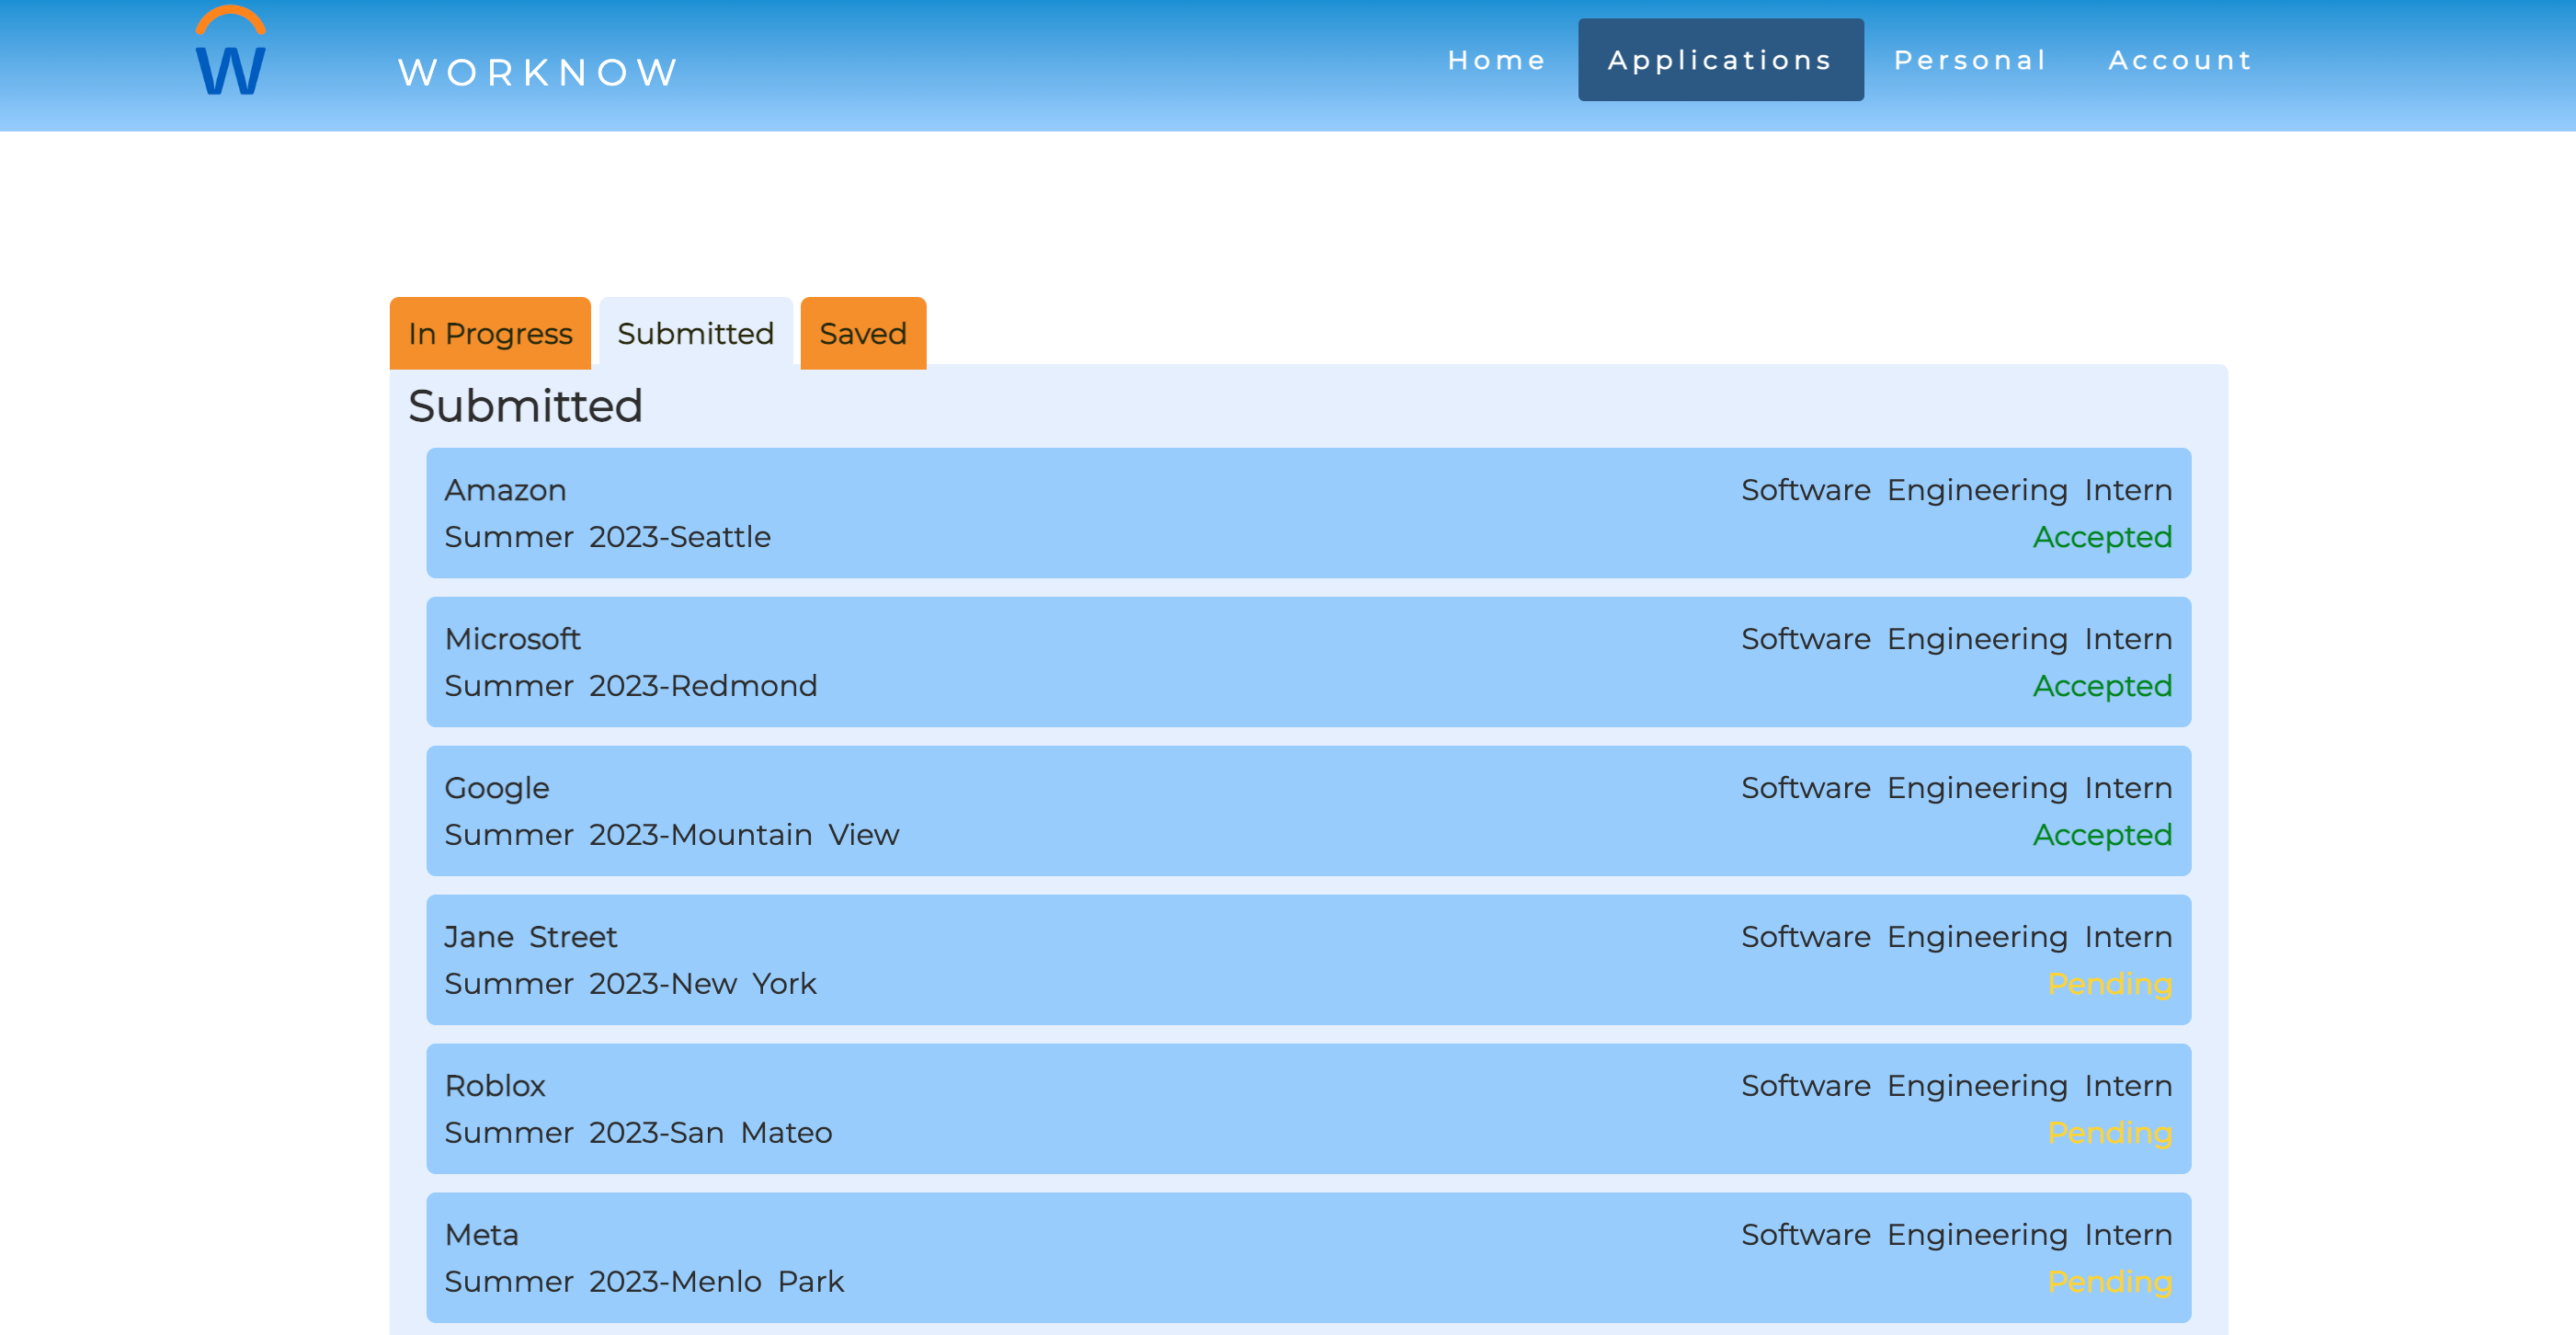 W
WORKNOW
Home Applications Personal Account
In Progress Submitted Saved
Submitted
Amazon Software Engineering Intern
Summer 2023-Seattle Accepted
Microsoft Software Engineering Intern
Summer 2023-Redmond Accepted
Google Software Engineering Intern
Summer 2023-Mountain View Accepted
Jane Street Software Engineering Intern
Summer 2023-New York Pending
Roblox Software Engineering Intern
Summer 2023-San Mateo Pending
Meta Software Engineering Intern
Summer 2023-Menlo Park Pending